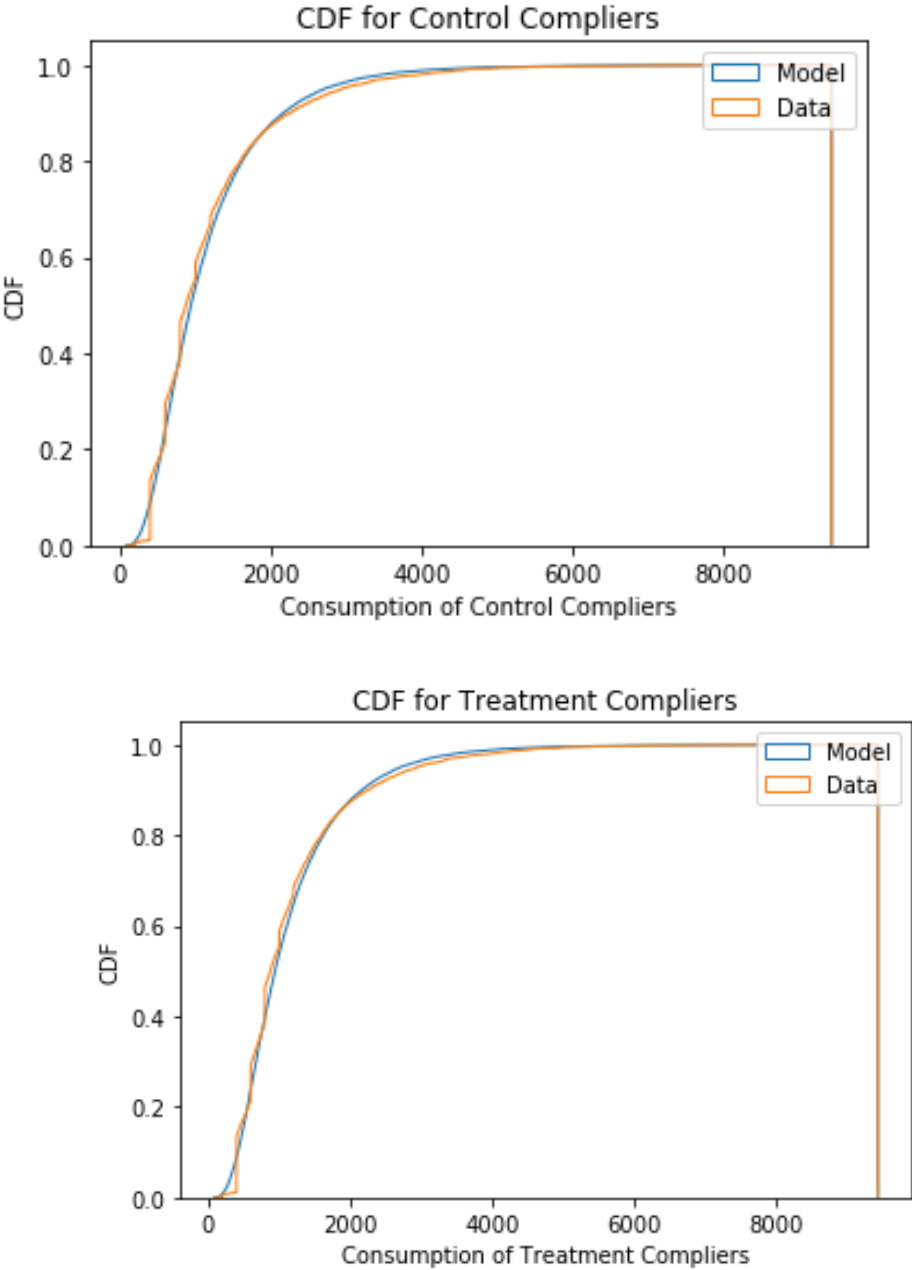 CDF for Control Compliers
1.0
0.8
0.6
0.4
0.2
0.0
CDF
Model
Data
0 2000 4000 6000 8000
Consumption of Control Compliers
CDF for Treatment Compliers
1.0
0.8
0.6
0.4
0.2
0.0
CDF
Model
Data
0 2000 4000 6000 8000
Consumption of Treatment Compliers